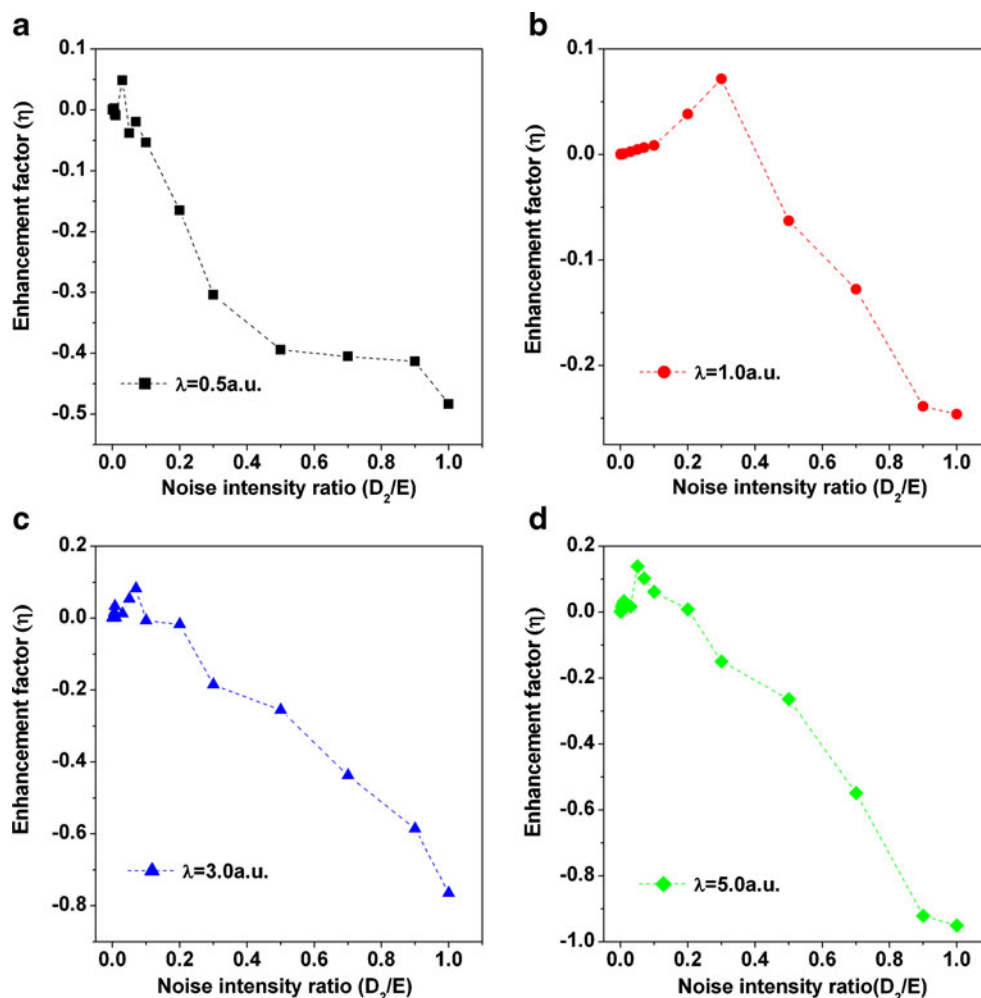 a
0.1
0.0
-0.1
-0.2
-0.3
-0.4
-0.5
Enhancement factor (η)
λ=0.5a.u.
0.0 0.2 0.4 0.6 0.8 1.0
Noise intensity ratio (D₂/E)
b
0.1
0.0
-0.1
-0.2
Enhancement factor (η)
λ=1.0a.u.
0.0 0.2 0.4 0.6 0.8 1.0
Noise intensity ratio (D₂/E)
c
0.2
0.0
-0.2
-0.4
-0.6
-0.8
Enhancement factor (η)
λ=3.0a.u.
0.0 0.2 0.4 0.6 0.8 1.0
Noise intensity ratio (D₂/E)
d
0.2
0.0
-0.2
-0.4
-0.6
-0.8
-1.0
Enhancement factor (η)
λ=5.0a.u.
0.0 0.2 0.4 0.6 0.8 1.0
Noise intensity ratio(D₂/E)